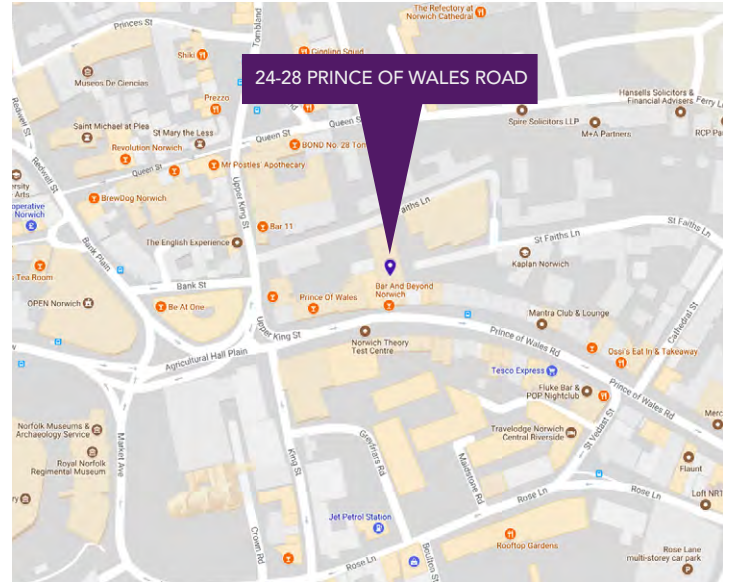 The Refectory at
Norwich Cathedral
Princes St
Tombland
Shiki
Giggling Squid
Museos De Ciencias
24-28 PRINCE OF WALES ROAD
Redwell St
Prezzo
Hansells Solicitors &
Financial Advisers
Ferry L
Saint Michael at Plea
St Mary the Less
Queen St
Spire Solicitors LLP
M+A Partners
RCP Pa
Revolution Norwich
BOND No. 28 Tom
Redwell St
Queen St
Mr Postles' Apothecary
ersity
Arts
BrewDog Norwich
Upper King St
operative
Norwich
Bar 11
aiths Ln
St Faiths Ln
St Faiths Ln
The English Experience
Bank Plain
Kaplan Norwich
Tea Room
Bank St
Bar And Beyond
Norwich
Prince Of Wales
OPEN Norwich
Be At One
Mantra Club & Lounge
Cathedral St
Upper King St
Norwich Theory
Test Centre
Prince of Wales Rd
Agricultural Hall Plain
Ossi's Eat In & Takeaway
Tesco Express
Fluke Bar &
POP Nightclub
Prince of Wales Rd
St Vedast St
Merc
Norfolk Museums &
Archaeology Service
Market Ave
King St
Greyfriars Rd
Travelodge Norwich
Central Riverside
Maidstone Rd
Royal Norfolk
Regimental Museum
Flaunt
Rose Ln
Rose Ln
Loft NR1
ry
Jet Petrol Station
Crown Rd
Rooftop Gardens
Rose Ln
Boulton St
Rose Lane
multi-storey car park